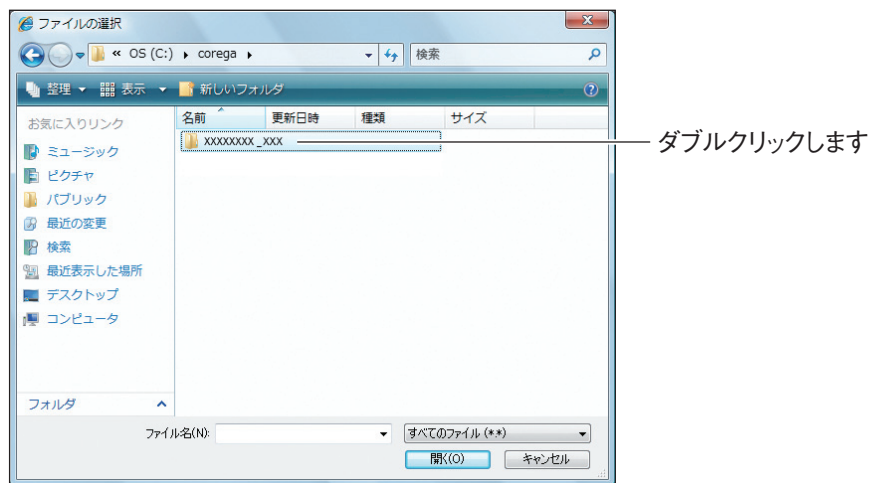 ファイルの選択
« OS (C:) ▸ corega ▸
検索
整理 表示 新しいフォルダ
お気に入りリンク
ミュージック
ピクチャ
パブリック
最近の変更
検索
最近表示した場所
デスクトップ
コンピュータ
フォルダ
名前 更新日時 種類 サイズ
XXXXXXXX_XXX
ダブルクリックします
ファイル名(N):
すべてのファイル (*.*)
開く(O) キャンセル